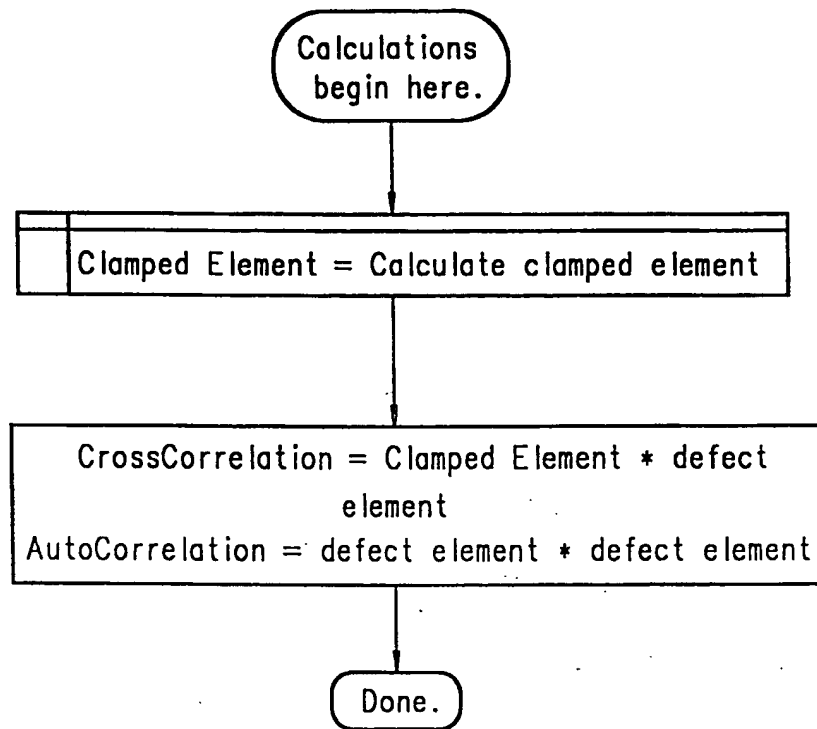 Calculations
begin here.
Clamped Element = Calculate clamped element
CrossCorrelation = Clamped Element * defect
element
AutoCorrelation = defect element * defect element
Done.